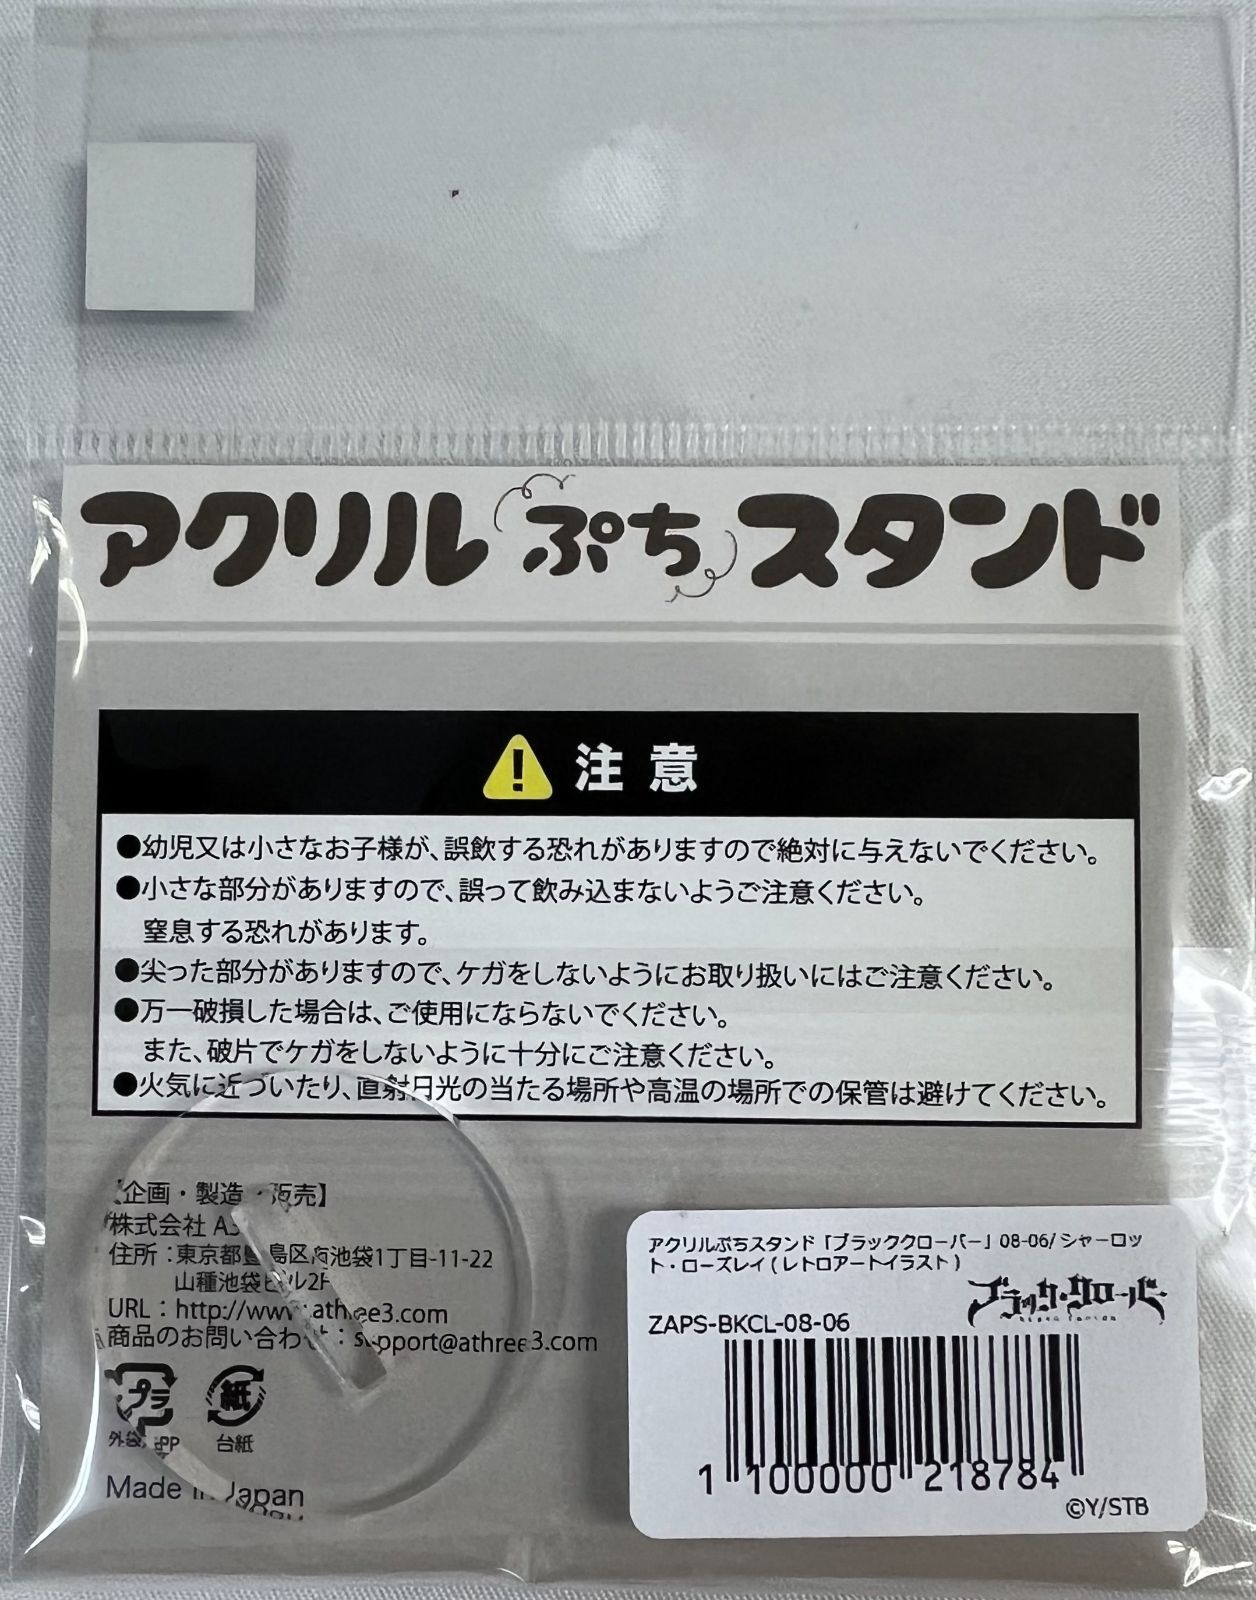 アクリルぷちスタンド
注意
●幼児又は小さなお子様が、誤飲する恐れがありますので絶対に与えないでください。
●小さな部分がありますので、誤って飲み込まないようご注意ください。
窒息する恐れがあります。
●尖った部分がありますので、ケガをしないようにお取り扱いにはご注意ください。
●万一破損した場合は、ご使用にならないでください。
また、破片でケガをしないように十分にご注意ください。
●火気に近づいたり、直射日光の当たる場所や高温の場所での保管は避けてください。
【企画・製造・販売】
株式会社 A3
住所：東京都豊島区南池袋1丁目-11-22
山種池袋ビル2F
URL：http://www.athree3.com
商品のお問い合わせ：support@athree3.com
プラ 紙
外袋:PP 台紙
Made in Japan
アクリルぷちスタンド「ブラッククローバー」08-06/シャーロッ
ト・ローズレイ(レトロアートイラスト)
ブラック・クローバー
ZAPS-BKCL-08-06
1 100000 218784
©Y/STB